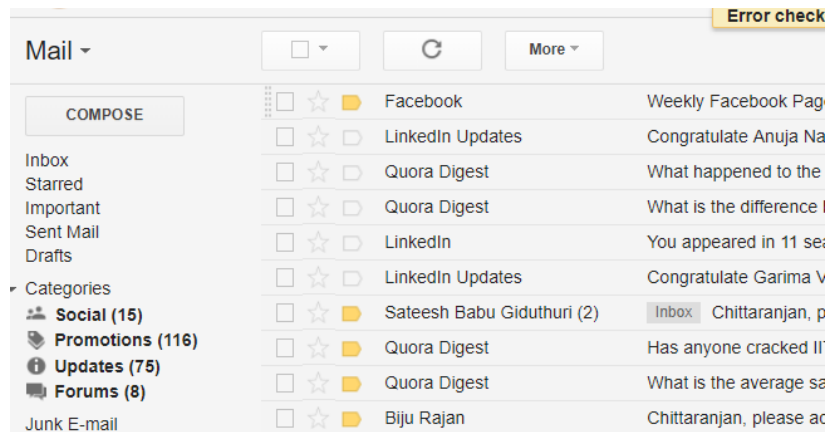 Error check
Mail
More
COMPOSE
Inbox
Starred
Important
Sent Mail
Drafts
Categories
Social (15)
Promotions (116)
Updates (75)
Forums (8)
Junk E-mail
Facebook Weekly Facebook Pag
LinkedIn Updates Congratulate Anuja Na
Quora Digest What happened to the
Quora Digest What is the difference
LinkedIn You appeared in 11 sea
LinkedIn Updates Congratulate Garima V
Sateesh Babu Giduthuri (2) Inbox Chittaranjan, p
Quora Digest Has anyone cracked II
Quora Digest What is the average sa
Biju Rajan Chittaranjan, please ac